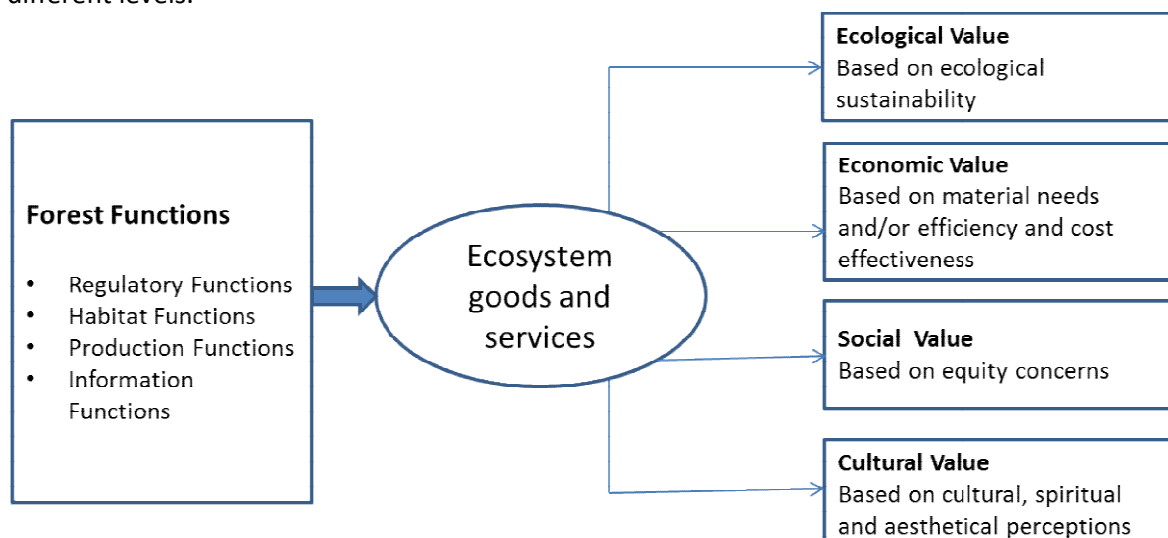 different levels.
Forest Functions
• Regulatory Functions
• Habitat Functions
• Production Functions
• Information
Functions
Ecosystem
goods and
services
Ecological Value
Based on ecological
sustainability
Economic Value
Based on material needs
and/or efficiency and cost
effectiveness
Social Value
Based on equity concerns
Cultural Value
Based on cultural, spiritual
and aesthetical perceptions